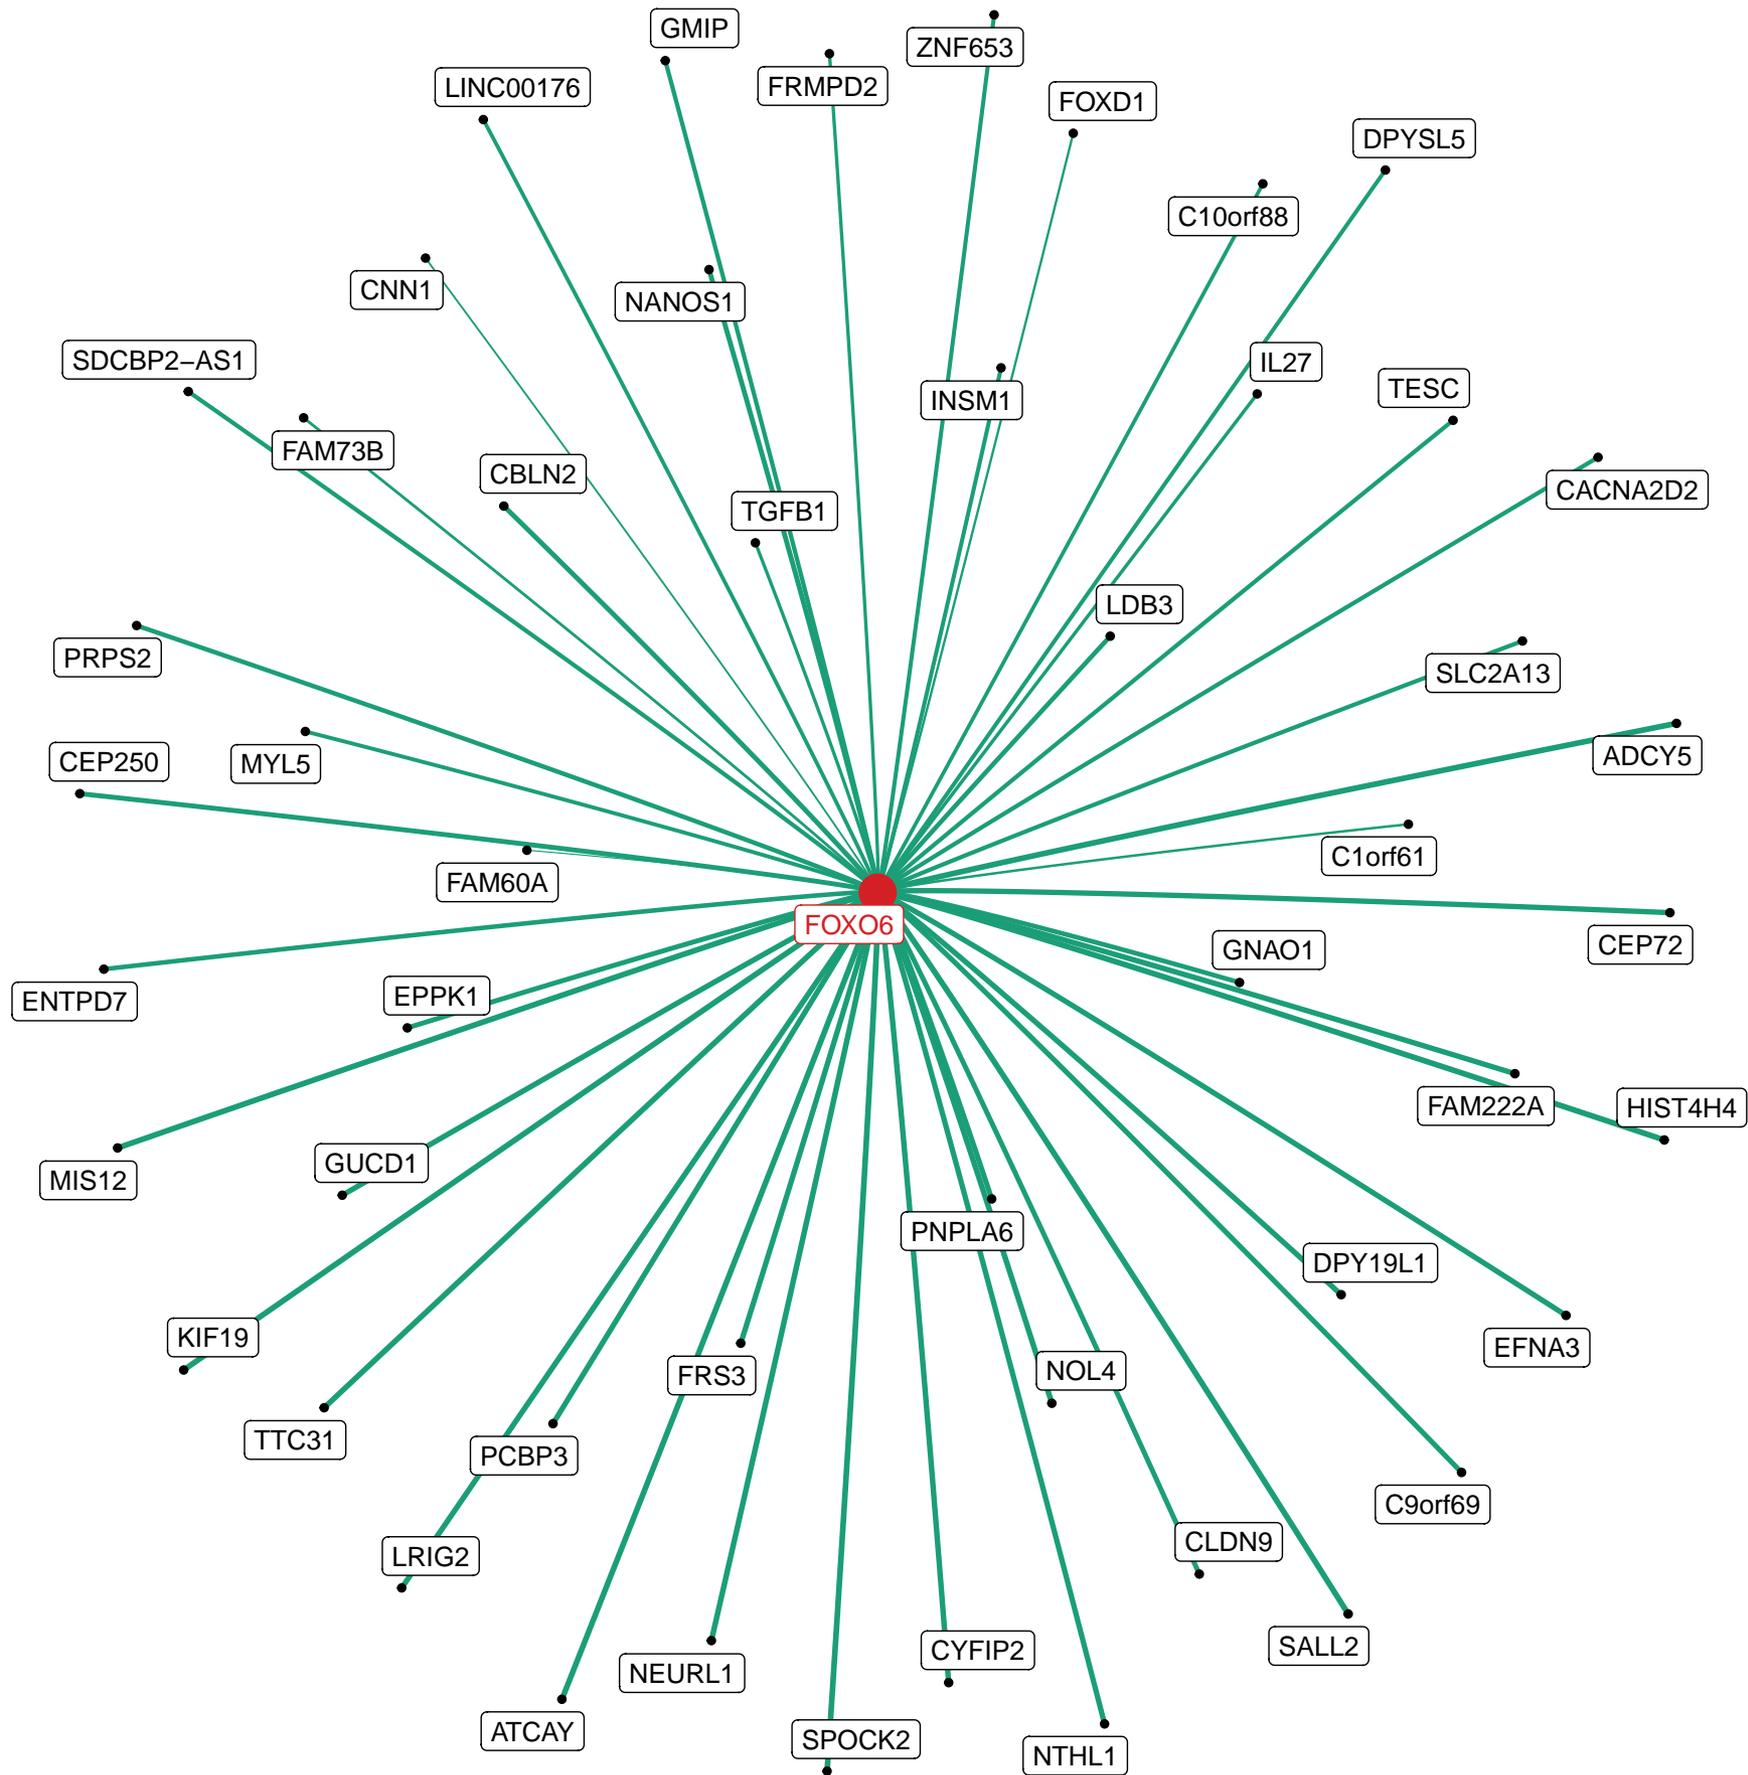 GMIP
ZNF653
LINC00176
FRMPD2
FOXD1
DPYSL5
C10orf88
CNN1
NANOS1
SDCBP2−AS1
IL27
TESC
INSM1
FAM73B
CBLN2
CACNA2D2
TGFB1
LDB3
PRPS2
SLC2A13
CEP250
MYL5
ADCY5
C1orf61
FAM60A
FOXO6
CEP72
GNAO1
ENTPD7
EPPK1
FAM222A
HIST4H4
MIS12
GUCD1
PNPLA6
DPY19L1
KIF19
EFNA3
FRS3
NOL4
TTC31
PCBP3
C9orf69
LRIG2
CLDN9
SALL2
CYFIP2
NEURL1
ATCAY
SPOCK2
NTHL1